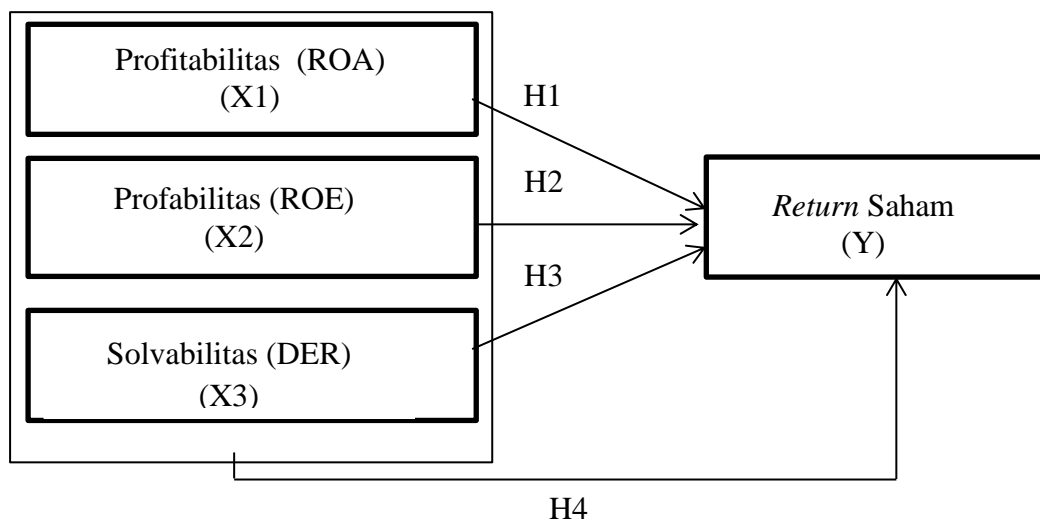 Profitabilitas (ROA)
(X1)
H1
Profabilitas (ROE)
(X2)
H2
Return Saham
(Y)
H3
Solvabilitas (DER)
(X3)
H4